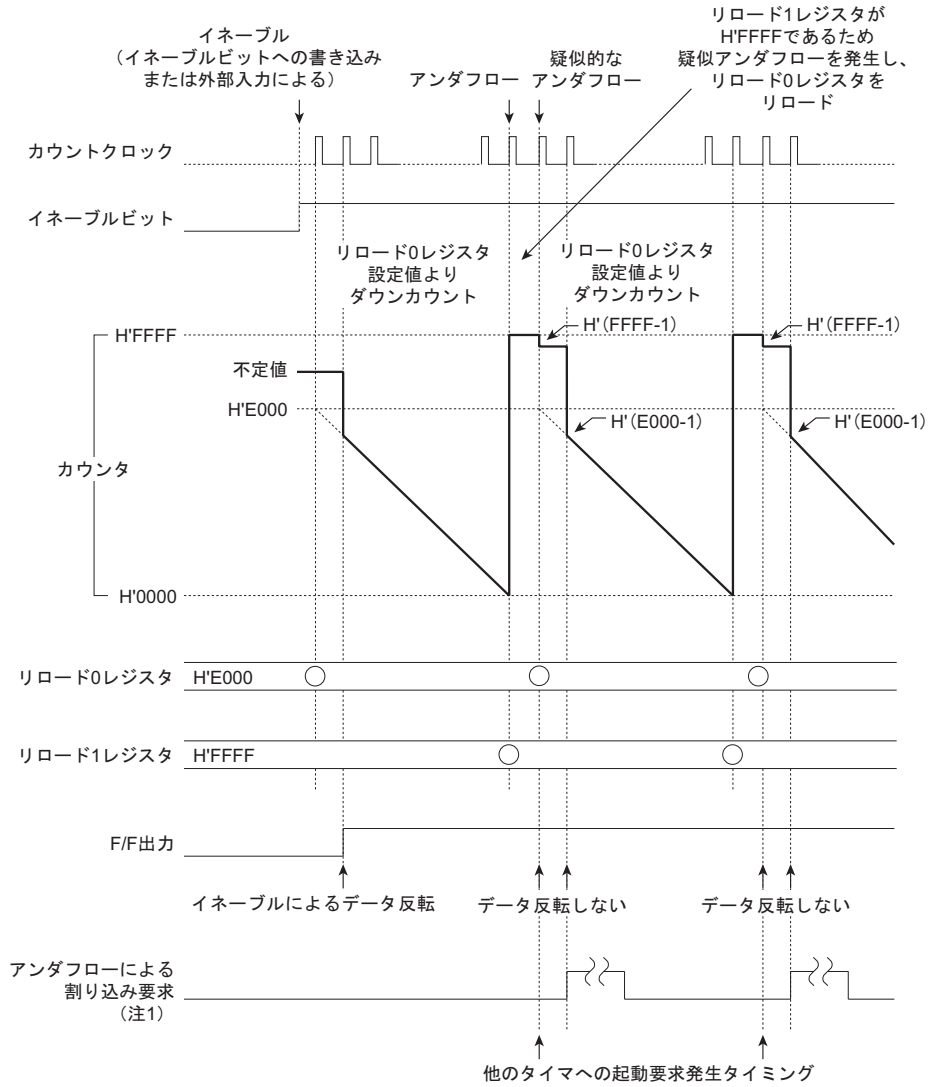 イネーブル
（イネーブルビットへの書き込み
または外部入力による）
アンダフロー
疑似的な
アンダフロー
リロード1レジスタが
H'FFFFであるため
疑似アンダフローを発生し、
リロード0レジスタを
リロード
カウントクロック
イネーブルビット
リロード0レジスタ
設定値より
ダウンカウント
リロード0レジスタ
設定値より
ダウンカウント
H'FFFF
H'（FFFF-1）
H'（FFFF-1）
不定値
H'E000
H'（E000-1）
H'（E000-1）
カウンタ
H'0000
リロード0レジスタ
H'E000
リロード1レジスタ
H'FFFF
F/F出力
イネーブルによるデータ反転
データ反転しない
データ反転しない
アンダフローによる
割り込み要求
（注1）
他のタイマへの起動要求発生タイミング